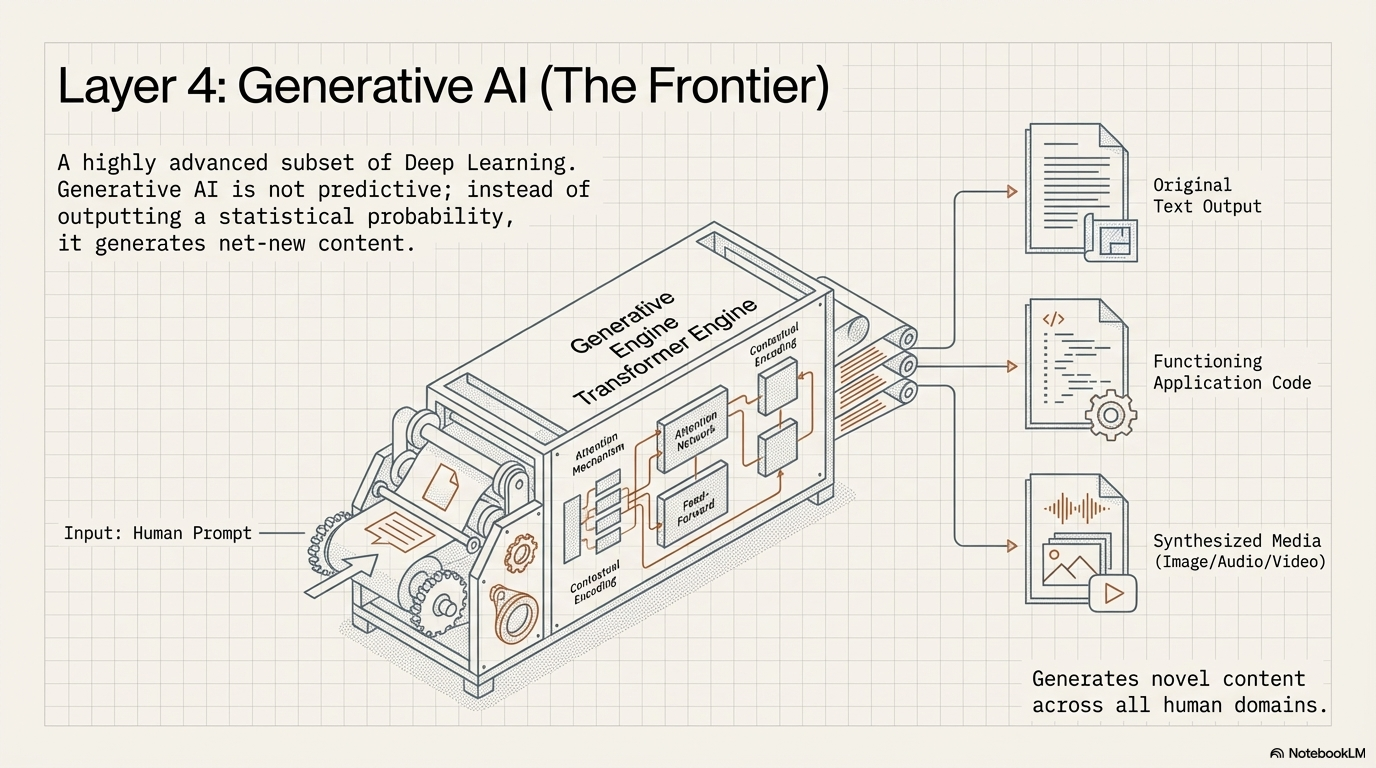 Layer 4: Generative AI (The Frontier)
A highly advanced subset of Deep Learning.
Generative AI is not predictive; instead of
outputting a statistical probability,
it generates net-new content.
Generative
Engine
Transformer Engine
Contextual
Encoding
Attention
Mechanism
Attention
Network
Feed-
Forward
Contextual
Encoding
Input: Human Prompt
Original
Text Output
</>
Functioning
Application Code
Synthesized Media
(Image/Audio/Video)
Generates novel content
across all human domains.
NotebookLM